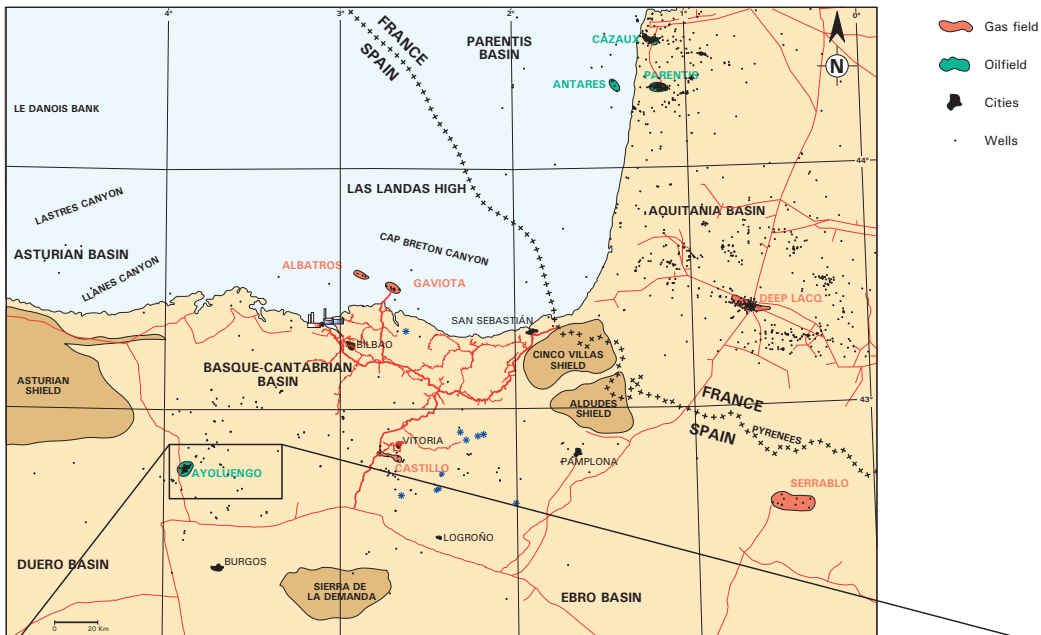 4°
3°
2°
1°
0°
FRANCE
SPAIN
PARENTIS
BASIN
CAZAUX
ANTARES
PARENTIS
N
Gas field
Oilfield
Cities
Wells
LE DANOIS BANK
44°
LAS LANDAS HIGH
LASTRES CANYON
AQUITANIA BASIN
ASTURIAN BASIN
CAP BRETON CANYON
LLANES CANYON
ALBATROS
GAVIOTA
DEEP LACQ
SAN SEBASTIÁN
BILBAO
CINCO VILLAS
SHIELD
BASQUE-CANTABRIAN
BASIN
ASTURIAN
SHIELD
ALDUDES
SHIELD
FRANCE
43°
SPAIN
PYRENEES
VITORIA
CASTILLO
PAMPLONA
AYOLUENGO
SERRABLO
LOGROÑO
DUERO BASIN
BURGOS
SIERRA DE
LA DEMANDA
EBRO BASIN
0 20 Km